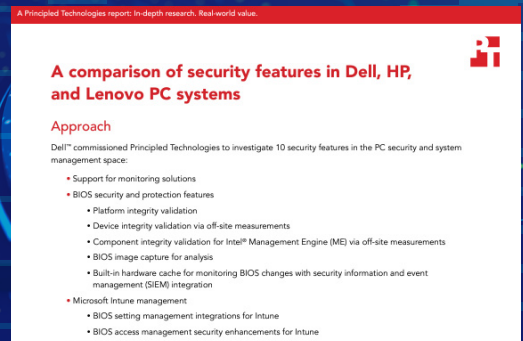 A Principled Technologies report: In-depth research. Real-world value.
PT
A comparison of security features in Dell, HP,
and Lenovo PC systems
Approach
Dell™ commissioned Principled Technologies to investigate 10 security features in the PC security and system
management space:
• Support for monitoring solutions
• BIOS security and protection features
• Platform integrity validation
• Device integrity validation via off-site measurements
• Component integrity validation for Intel® Management Engine (ME) via off-site measurements
• BIOS image capture for analysis
• Built-in hardware cache for monitoring BIOS changes with security information and event
management (SIEM) integration
• Microsoft Intune management
• BIOS setting management integrations for Intune
• BIOS access management security enhancements for Intune